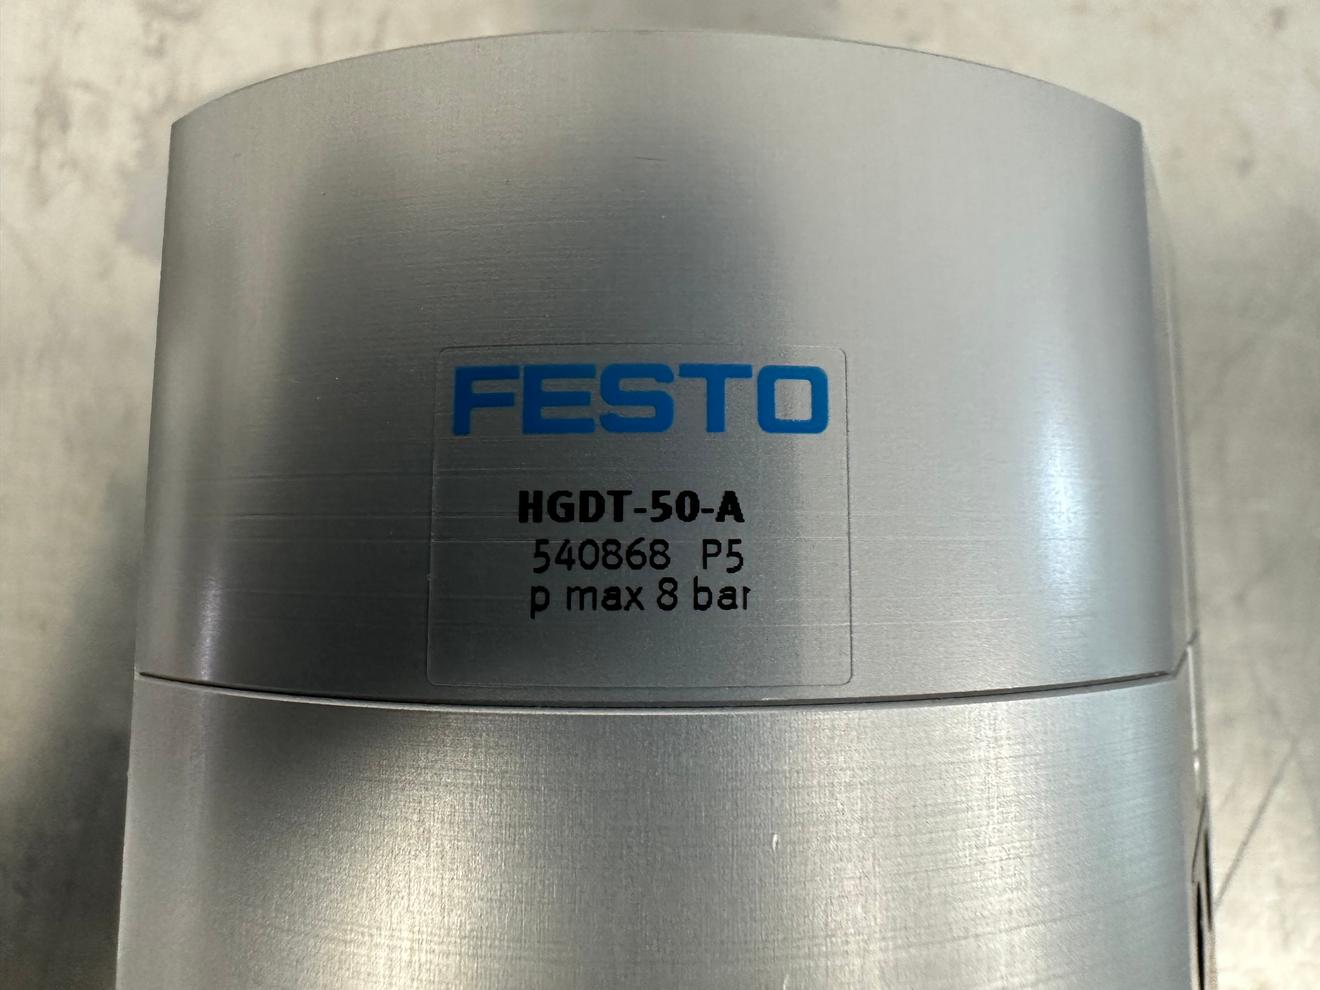 FESTO
HGDT-50-A
540868 P5
p max 8 bar